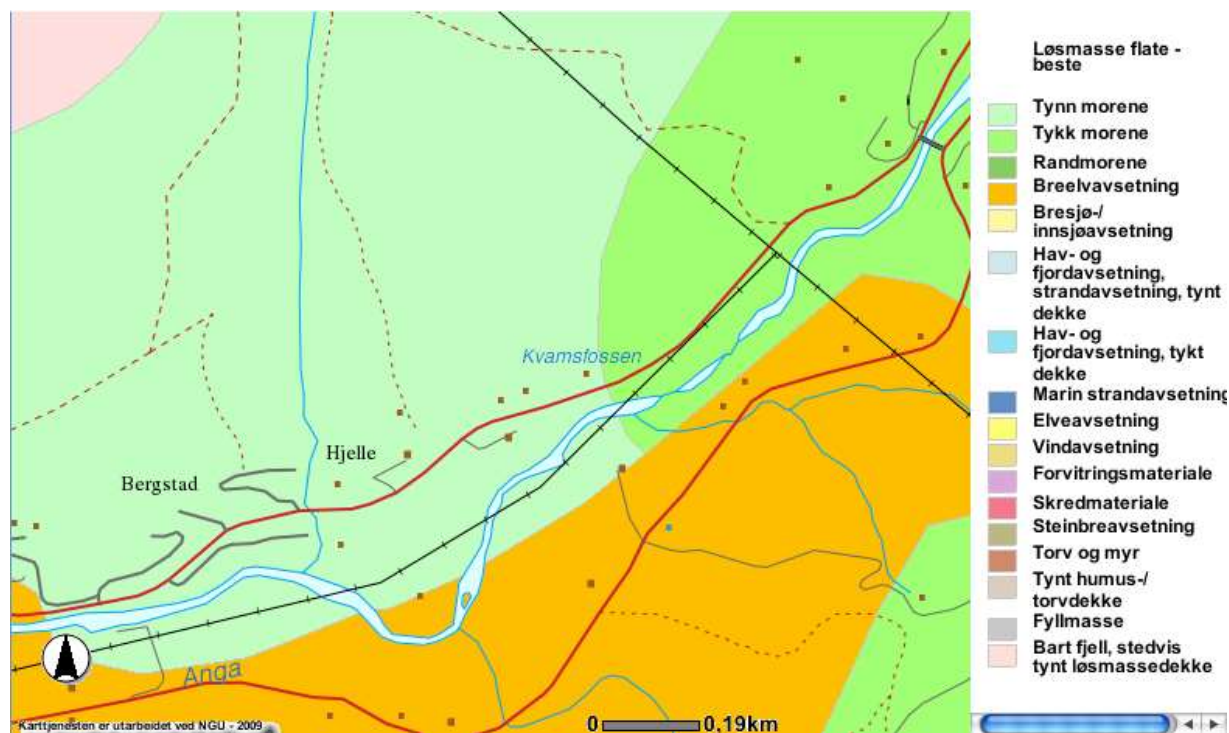 Kvamsfossen
Hjelle
Bergstad
Anga
Karttjenesten er utarbeidet ved NGU - 2009
0 0,19km
Løsmasse flate -
beste
Tynn morene
Tykk morene
Randmorene
Breelvavsetning
Bresjø-/
innsjøavsetning
Hav- og
fjordavsetning,
strandavsetning, tynt
dekke
Hav- og
fjordavsetning, tykt
dekke
Marin strandavsetning
Elveavsetning
Vindavsetning
Forvitringsmateriale
Skredmateriale
Steinbreavsetning
Torv og myr
Tynt humus-/
torvdekke
Fyllmasse
Bart fjell, stedvis
tynt løsmassedekke